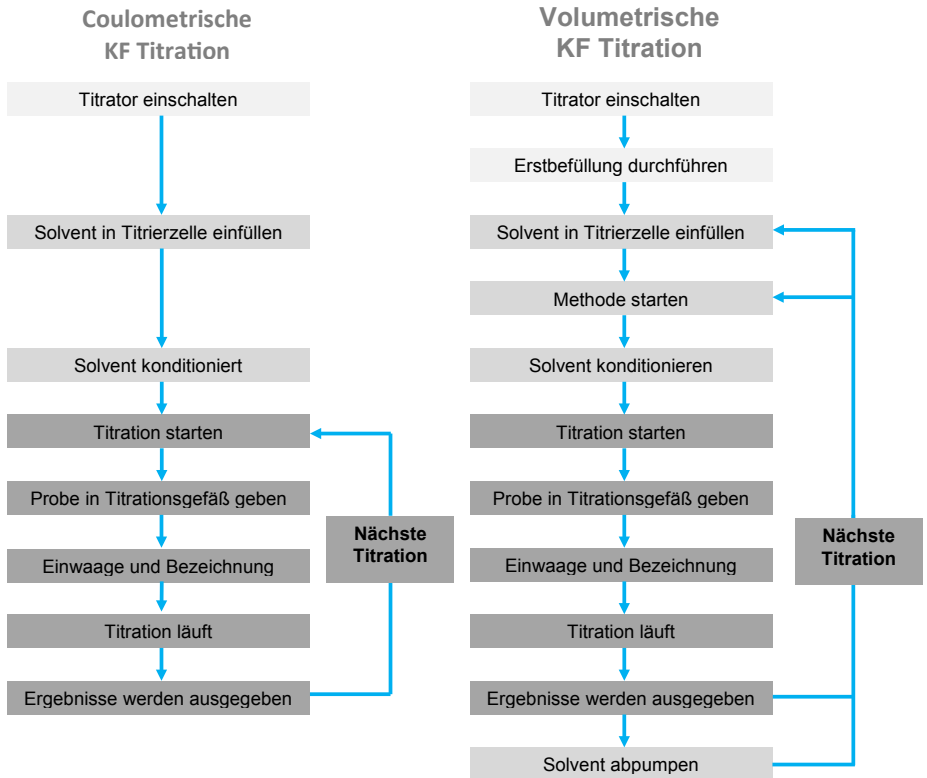 Coulometrische
KF Titration
Titrator einschalten
Solvent in Titrierzelle einfüllen
Solvent konditioniert
Titration starten
Probe in Titrationsgefäß geben
Einwaage und Bezeichnung
Titration läuft
Ergebnisse werden ausgegeben
Nächste
Titration
Volumetrische
KF Titration
Titrator einschalten
Erstbefüllung durchführen
Solvent in Titrierzelle einfüllen
Methode starten
Solvent konditionieren
Titration starten
Probe in Titrationsgefäß geben
Einwaage und Bezeichnung
Titration läuft
Ergebnisse werden ausgegeben
Solvent abpumpen
Nächste
Titration